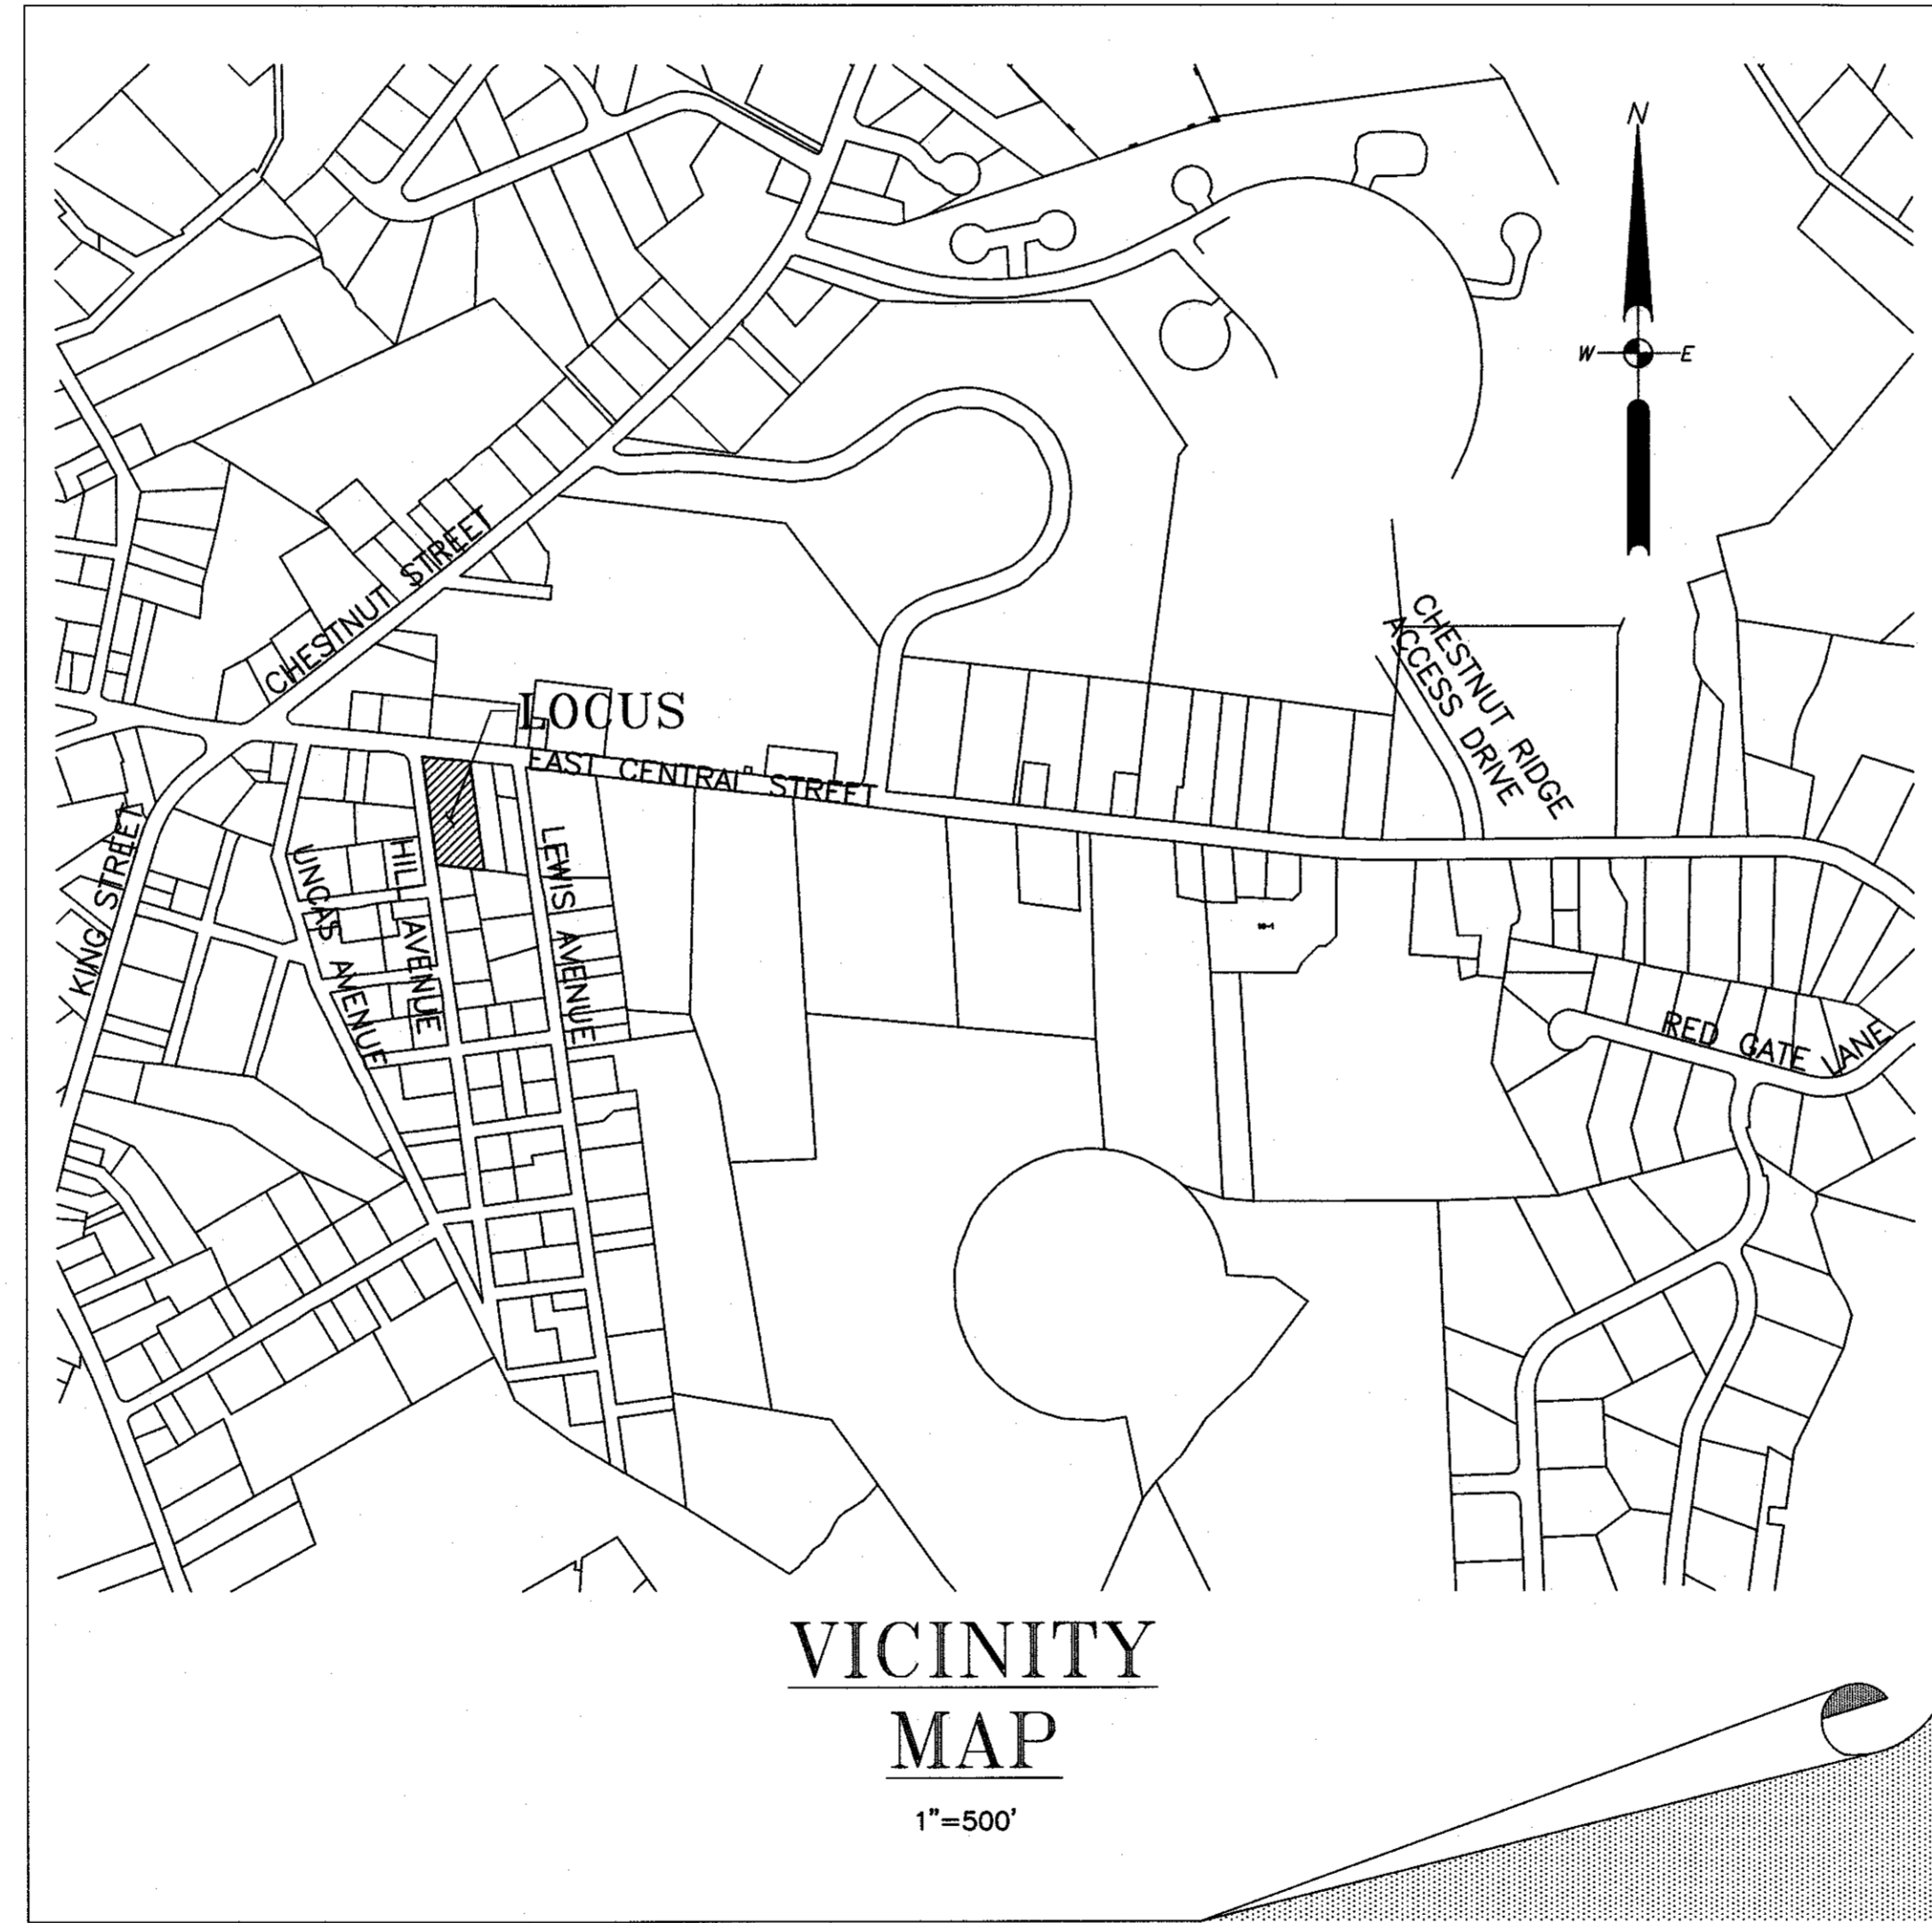 N
W E
CHESTNUT STREET
CHESTNUT RIDGE
ACCESS DRIVE
LOCUS
EAST CENTRAL STREET
KING STREET
UNCAS AVENUE
HILL AVENUE
LEWIS AVENUE
RED GATE LANE
VICINITY
MAP
1"=500'